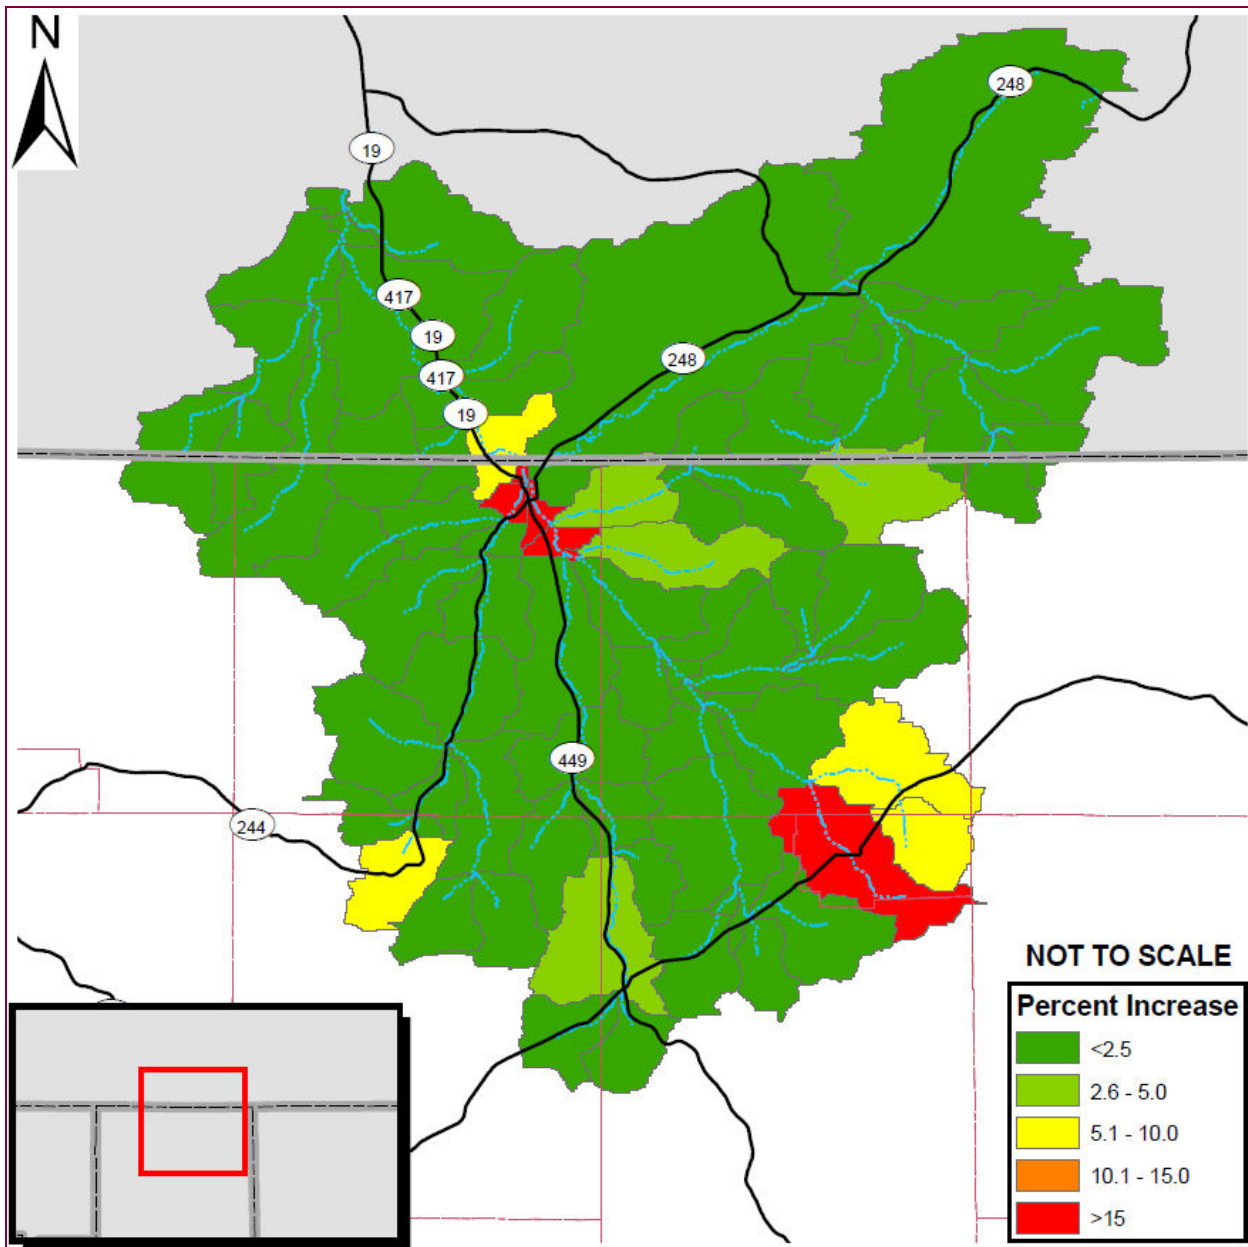 N
248
19
417
19
248
417
19
449
244
NOT TO SCALE
Percent Increase
<2.5
2.6 - 5.0
5.1 - 10.0
10.1 - 15.0
>15